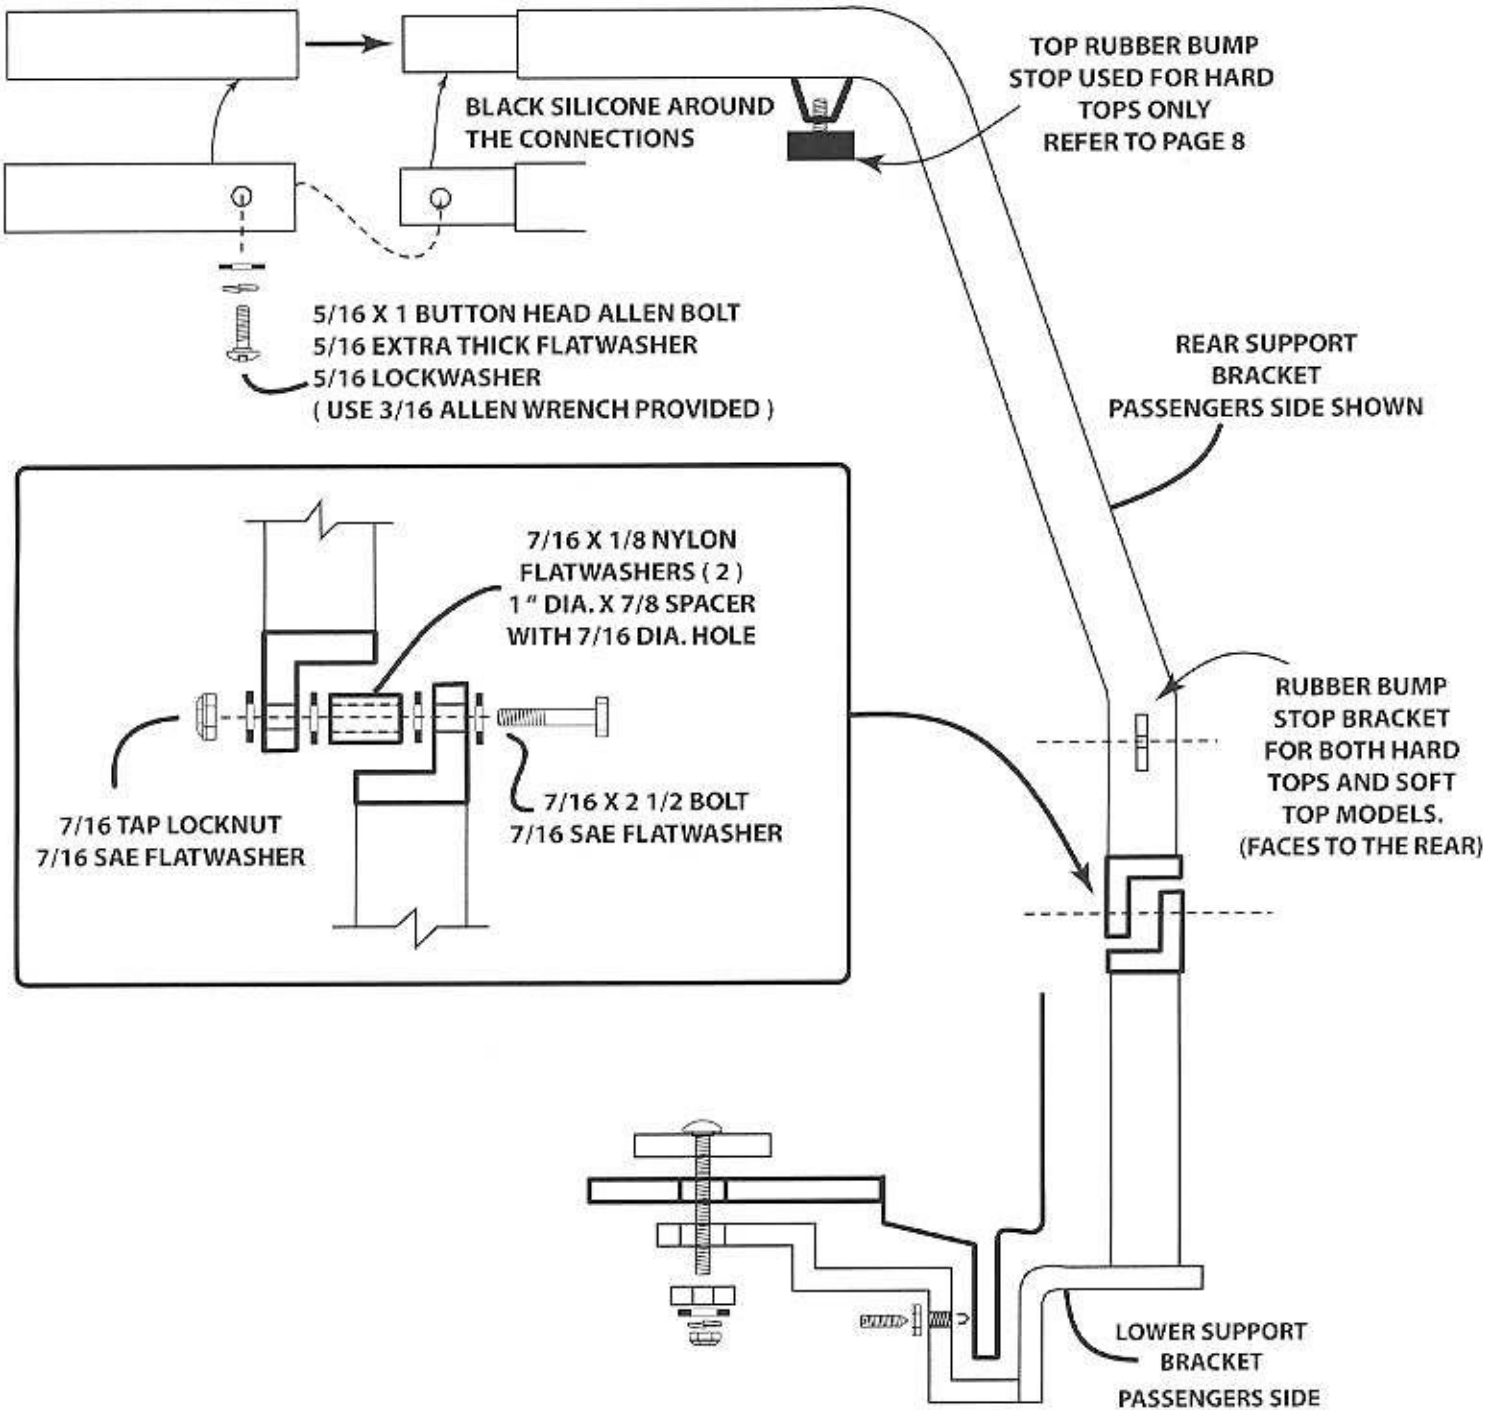 TOP RUBBER BUMP
STOP USED FOR HARD
TOPS ONLY
REFER TO PAGE 8
BLACK SILICONE AROUND
THE CONNECTIONS
5/16 X 1 BUTTON HEAD ALLEN BOLT
5/16 EXTRA THICK FLATWASHER
5/16 LOCKWASHER
( USE 3/16 ALLEN WRENCH PROVIDED )
REAR SUPPORT
BRACKET
PASSENGERS SIDE SHOWN
7/16 X 1/8 NYLON
FLATWASHERS ( 2 )
1 " DIA. X 7/8 SPACER
WITH 7/16 DIA. HOLE
7/16 TAP LOCKNUT
7/16 SAE FLATWASHER
7/16 X 2 1/2 BOLT
7/16 SAE FLATWASHER
RUBBER BUMP
STOP BRACKET
FOR BOTH HARD
TOPS AND SOFT
TOP MODELS.
(FACES TO THE REAR)
LOWER SUPPORT
BRACKET
PASSENGERS SIDE